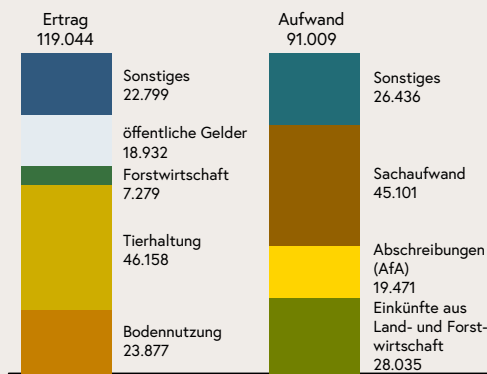 Ertrag
119.044
Sonstiges
22.799
öffentliche Gelder
18.932
Forstwirtschaft
7.279
Tierhaltung
46.158
Bodennutzung
23.877
Aufwand
91.009
Sonstiges
26.436
Sachaufwand
45.101
Abschreibungen
(AfA)
19.471
Einkünfte aus
Land- und Forst-
wirtschaft
28.035